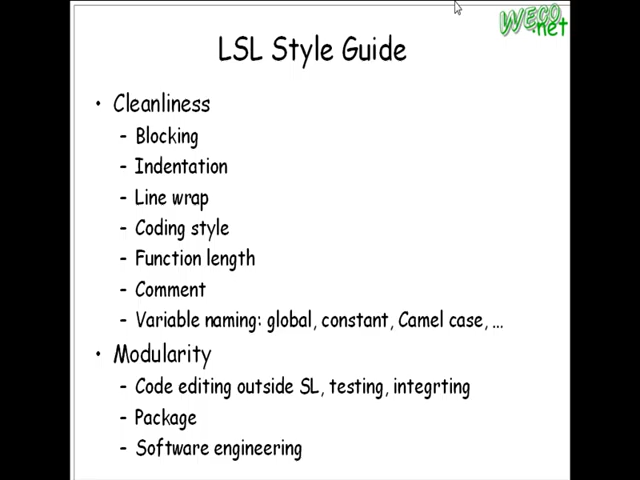 WECO
.net
LSL Style Guide
• Cleanliness
– Blocking
– Indentation
– Line wrap
– Coding style
– Function length
– Comment
– Variable naming: global, constant, Camel case, ...
• Modularity
– Code editing outside SL, testing, integrting
– Package
– Software engineering